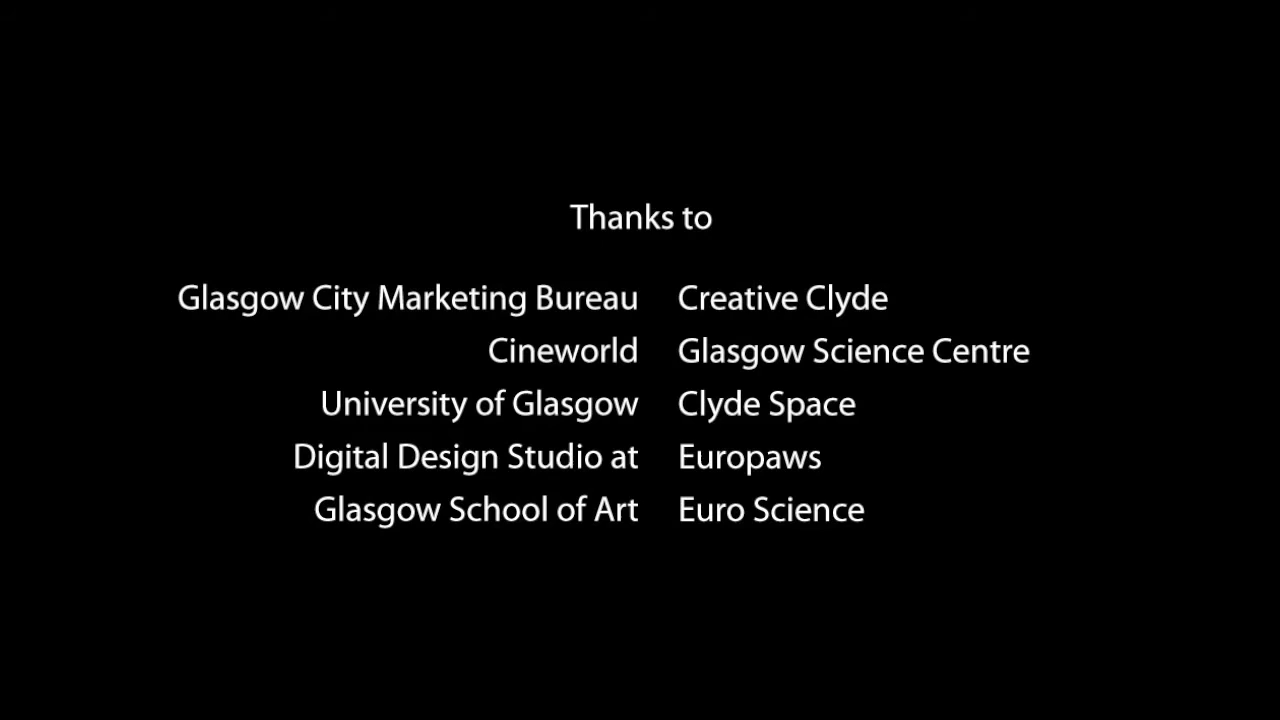 Thanks to
Glasgow City Marketing Bureau
Cineworld
University of Glasgow
Digital Design Studio at
Glasgow School of Art
Creative Clyde
Glasgow Science Centre
Clyde Space
Europaws
Euro Science